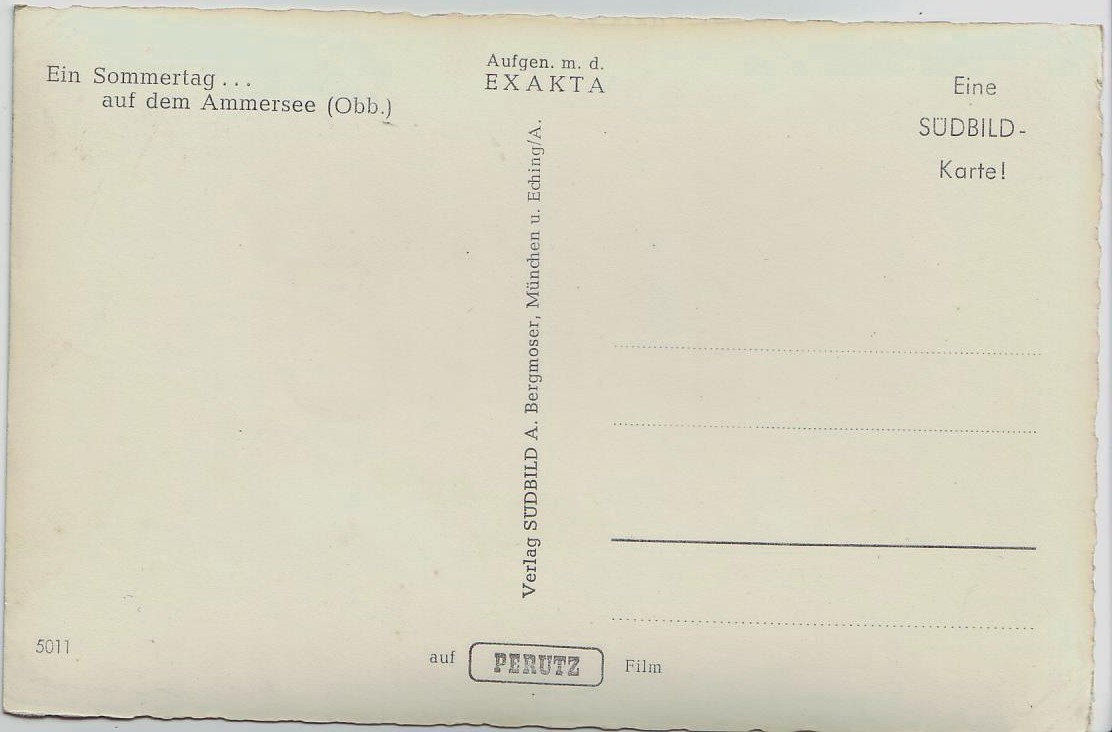 Ein Sommertag...
auf dem Ammersee (Obb.)
Aufgen. m. d.
EXAKTA
Eine
SÜDBILD-
Karte!
Verlag SÜDBILD A. Bergmoser, München u. Eching/A.
5011
auf PERUTZ Film